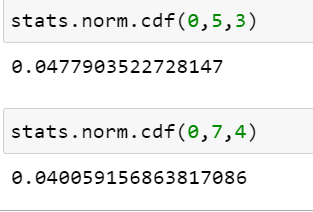 stats.norm.cdf(0,5,3)
0.0477903522728147
stats.norm.cdf(0,7,4)
0.040059156863817086